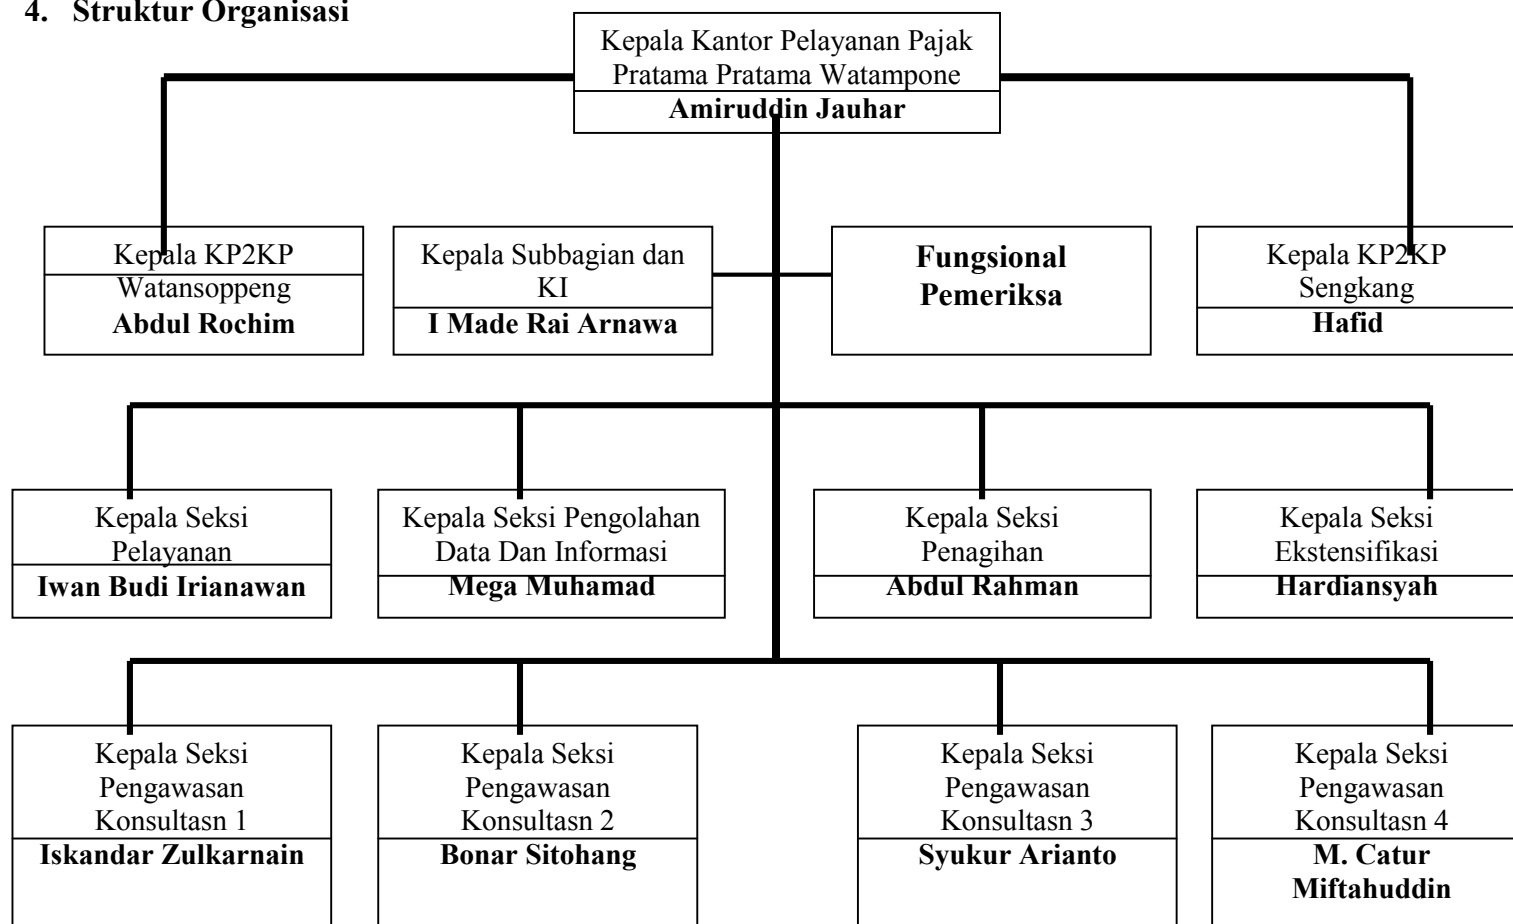 4. Struktur Organisasi
Kepala Kantor Pelayanan Pajak
Pratama Pratama Watampone
Amiruddin Jauhar
Kepala KP2KP
Watansoppeng
Abdul Rochim
Kepala Subbagian dan
KI
I Made Rai Arnawa
Fungsional
Pemeriksa
Kepala KP2KP
Sengkang
Hafid
Kepala Seksi
Pelayanan
Iwan Budi Irianawan
Kepala Seksi Pengolahan
Data Dan Informasi
Mega Muhamad
Kepala Seksi
Penagihan
Abdul Rahman
Kepala Seksi
Ekstensifikasi
Hardiansyah
Kepala Seksi
Pengawasan
Konsultasn 1
Iskandar Zulkarnain
Kepala Seksi
Pengawasan
Konsultasn 2
Bonar Sitohang
Kepala Seksi
Pengawasan
Konsultasn 3
Syukur Arianto
Kepala Seksi
Pengawasan
Konsultasn 4
M. Catur
Miftahuddin